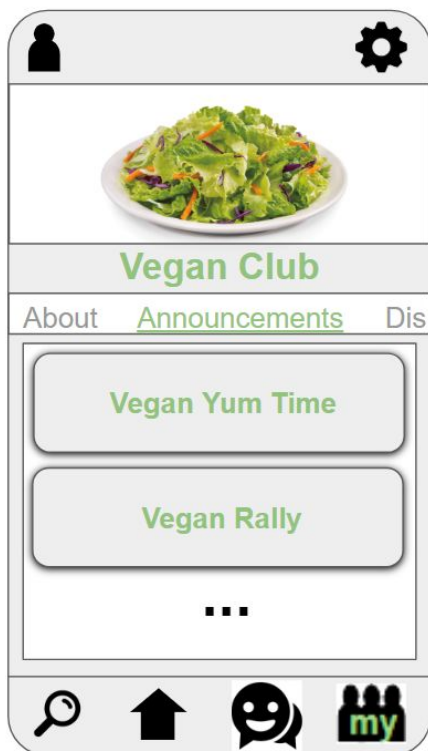 Vegan Club
About Announcements Dis
Vegan Yum Time
Vegan Rally
...
my